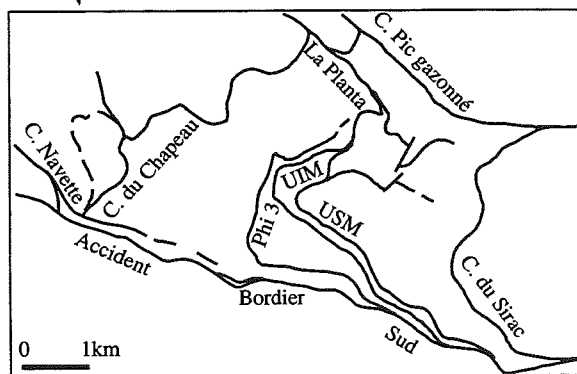 C. Pic gazonné
La Planta
C. Navette
C. du Chapeau
UIM
USM
Phi 3
C. du Sirac
Accident
Bordier
Sud
0 1km